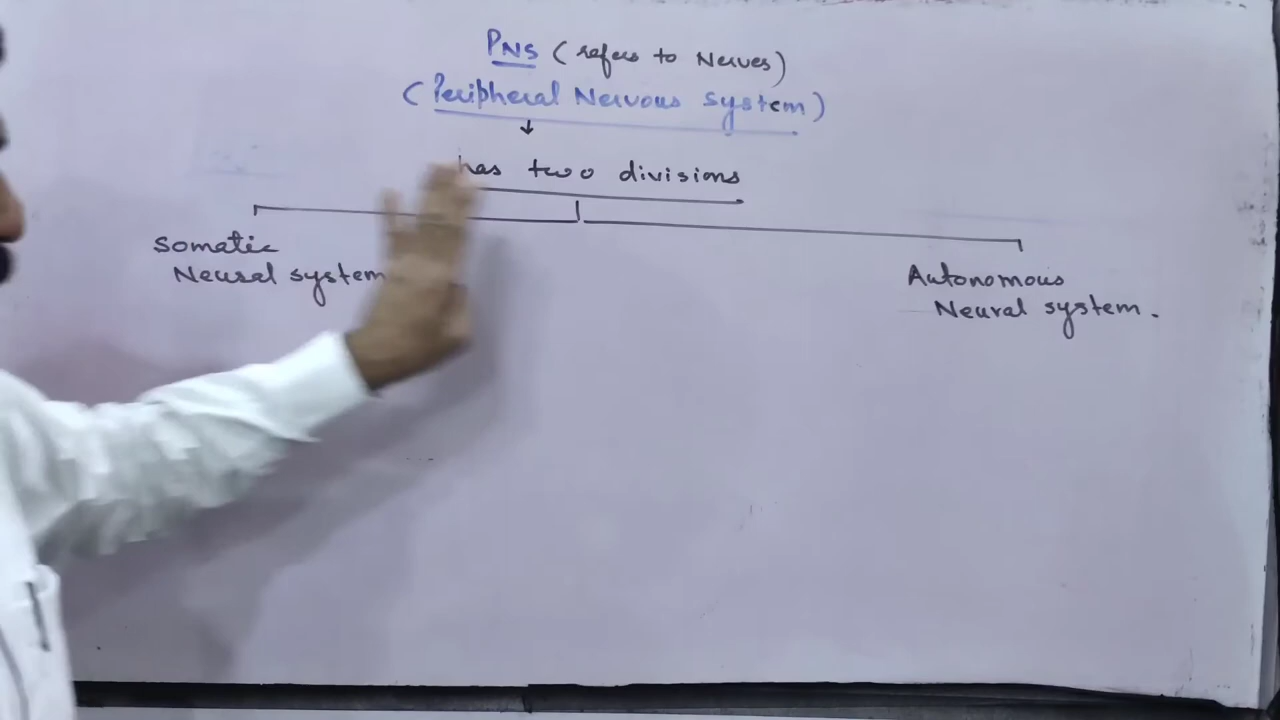 PNS (refers to Nerves)
(Peripheral Nervous system)
has two divisions
Somatic
Neural system
Autonomous
Neural system.